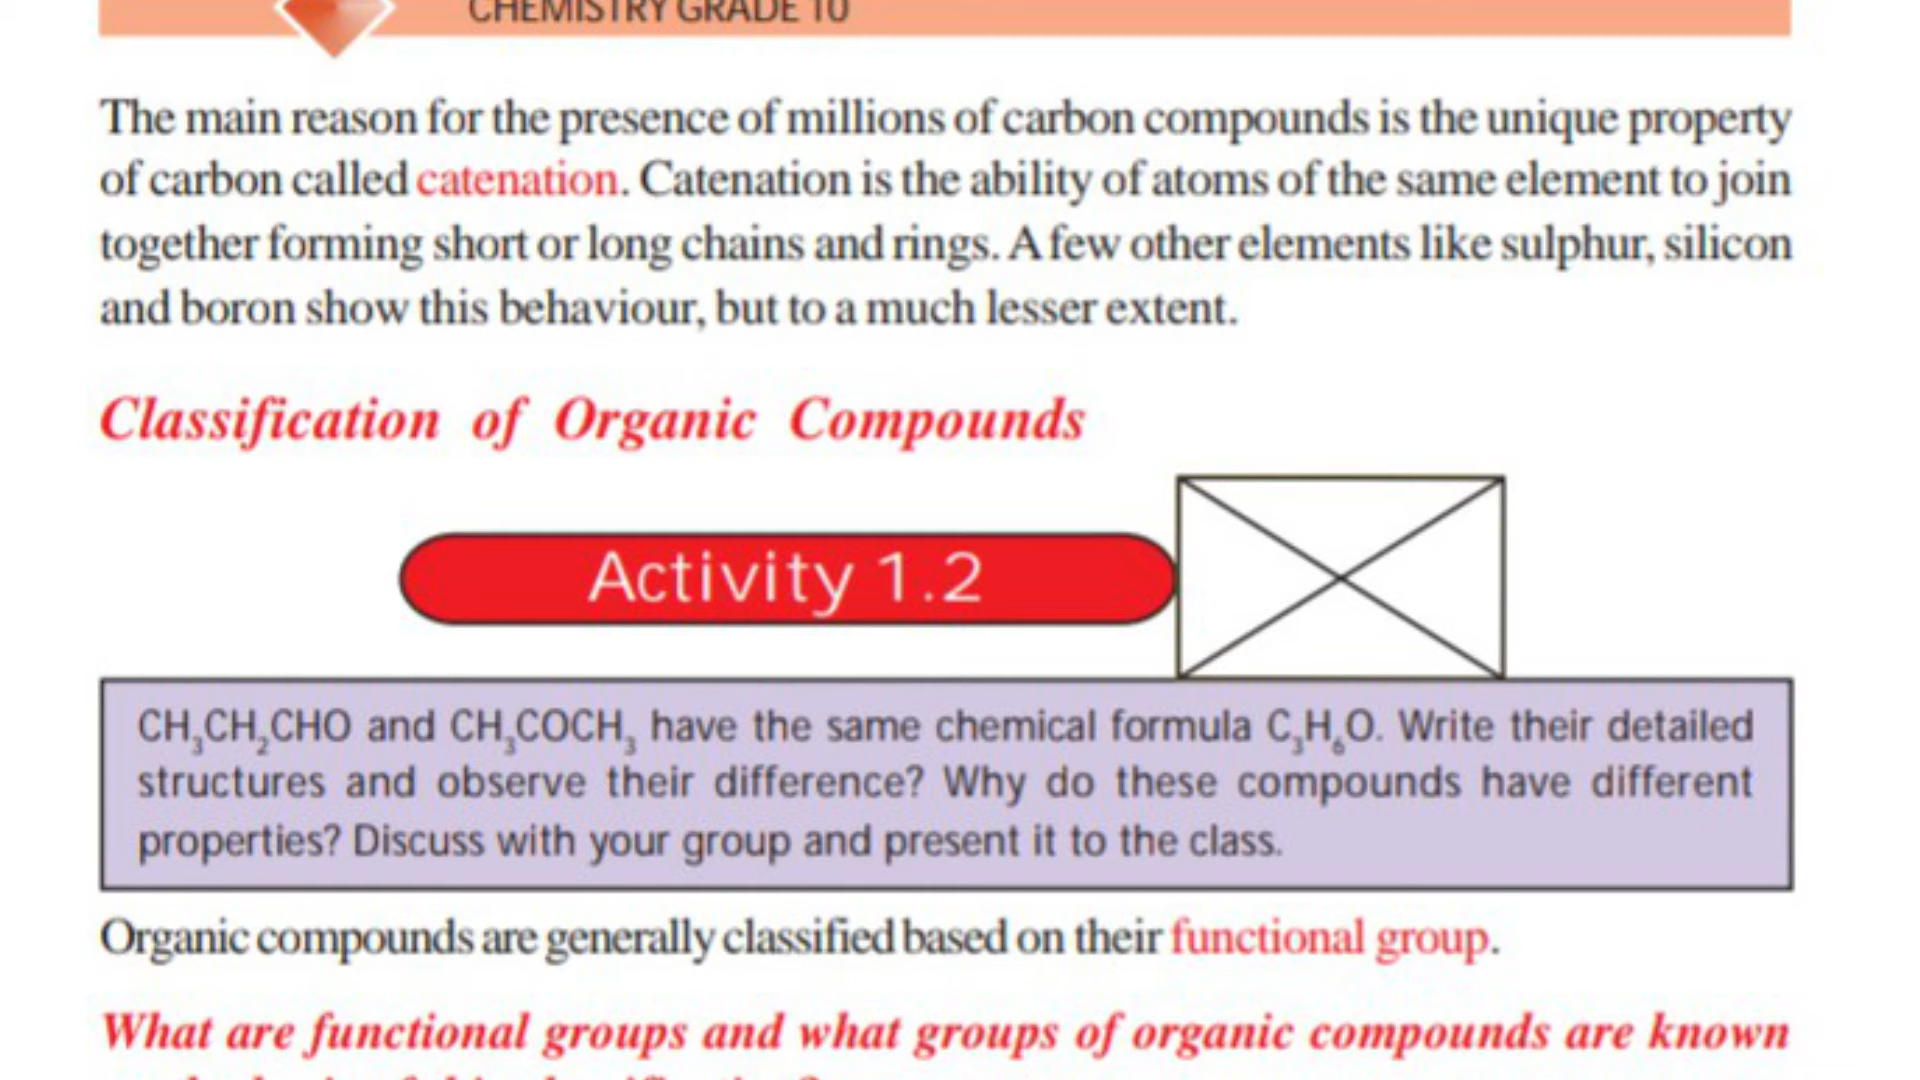 CHEMISTRY GRADE 10
The main reason for the presence of millions of carbon compounds is the unique property
of carbon called catenation. Catenation is the ability of atoms of the same element to join
together forming short or long chains and rings. A few other elements like sulphur, silicon
and boron show this behaviour, but to a much lesser extent.
Classification of Organic Compounds
Activity 1.2
CH₃CH₂CHO and CH₃COCH₃ have the same chemical formula C₃H₆O. Write their detailed
structures and observe their difference? Why do these compounds have different
properties? Discuss with your group and present it to the class.
Organic compounds are generally classified based on their functional group.
What are functional groups and what groups of organic compounds are known